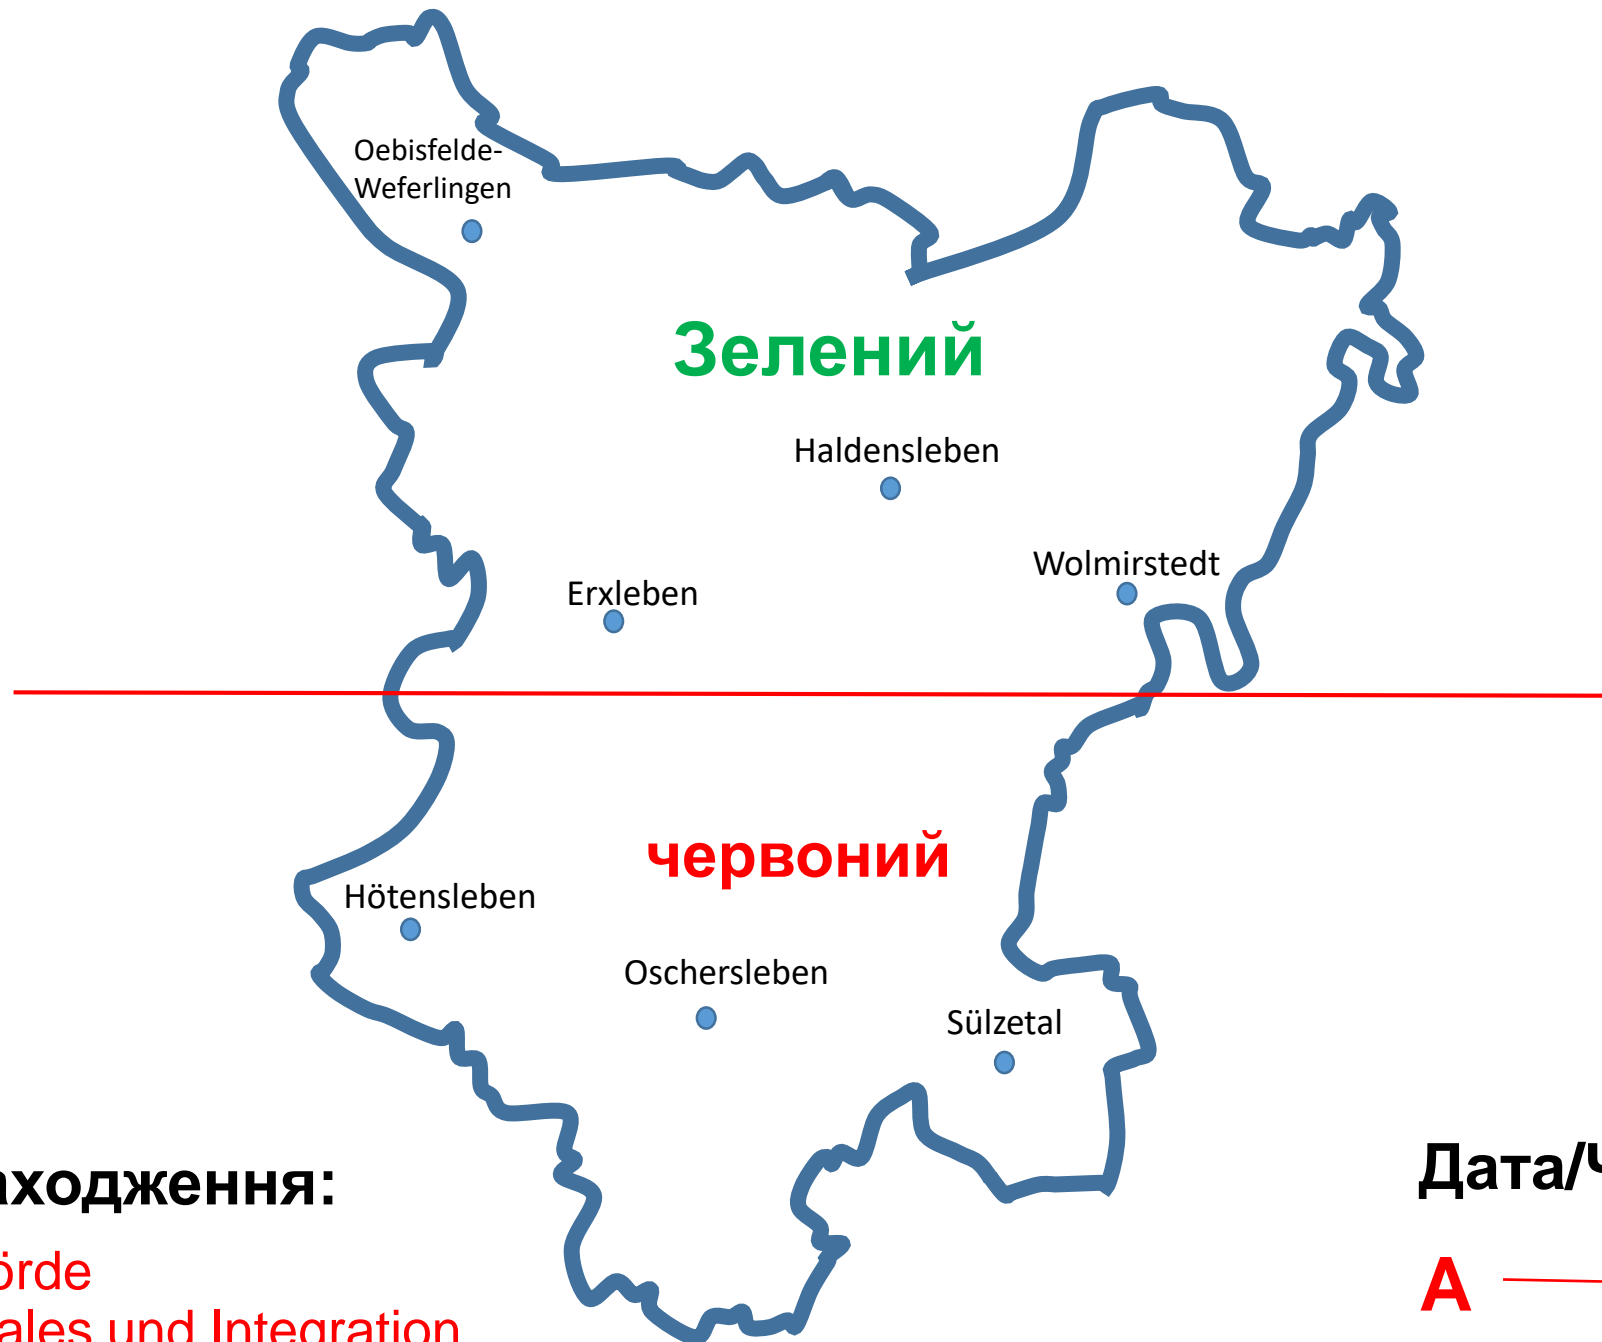 Oebisfelde-
Weferlingen
Зелений
Haldensleben
Wolmirstedt
Erxleben
червоний
Hötensleben
Oschersleben
Sülzetal
аходження:
Дата/Ч
örde
А
ales und Integration